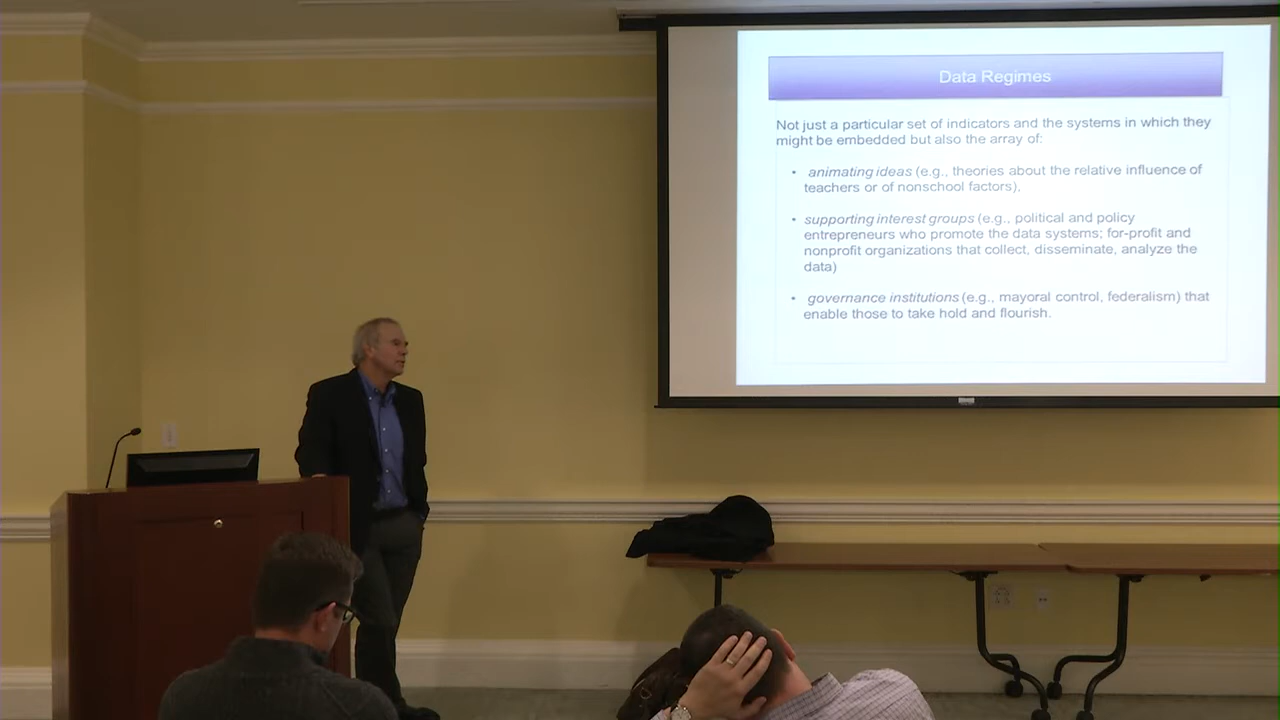 Data Regimes
Not just a particular set of indicators and the systems in which they
might be embedded but also the array of:
• animating ideas (e.g., theories about the relative influence of
teachers or of nonschool factors),
• supporting interest groups (e.g., political and policy
entrepreneurs who promote the data systems; for-profit and
nonprofit organizations that collect, disseminate, analyze the
data)
• governance institutions (e.g., mayoral control, federalism) that
enable those to take hold and flourish.